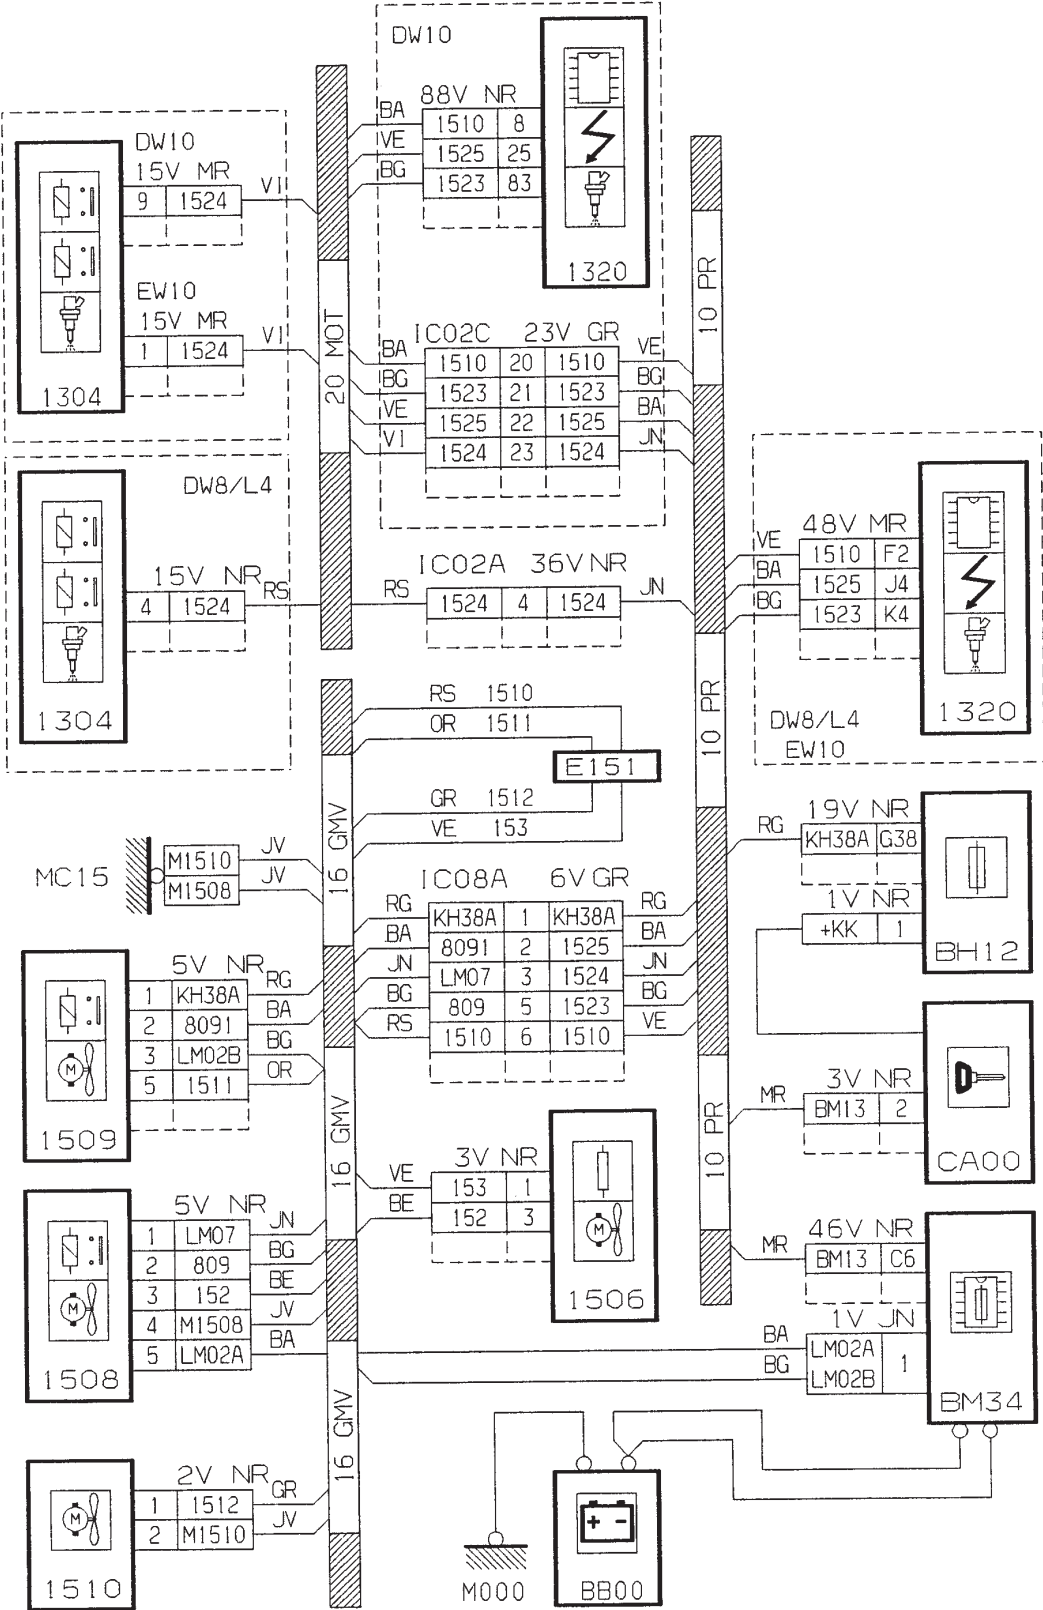 DW10
88V NR
BA 1510 8
VE 1525 25
BG 1523 83
1320
DW10
15V MR
9 1524 VI
EW10
15V MR
1 1524 VI
1304
20 MOT
10 PR
IC02C 23V GR
BA 1510 20 1510 VE
BG 1523 21 1523 BG
VE 1525 22 1525 BA
VI 1524 23 1524 JN
DW8/L4
15V NR
4 1524 RS
1304
IC02A 36V NR
RS 1524 4 1524 JN
48V MR
VE 1510 F2
BA 1525 J4
BG 1523 K4
1320
DW8/L4
EW10
10 PR
RS 1510
OR 1511
E151
GR 1512
VE 153
16 GMV
MC15
M1510 JV
M1508 JV
19V NR
RG KH38A G38
1V NR
+KK 1
BH12
IC08A 6V GR
RG KH38A 1 KH38A RG
BA 8091 2 1525 BA
JN LM07 3 1524 JN
BG 809 5 1523 BG
RS 1510 6 1510 VE
5V NR
1 KH38A RG
2 8091 BA
3 LM02B BG
5 1511 OR
1509
16 GMV
3V NR
MR BM13 2
CA00
10 PR
3V NR
VE 153 1
BE 152 3
1506
5V NR
1 LM07 JN
2 809 BG
3 152 BE
4 M1508 JV
5 LM02A BA
1508
46V NR
MR BM13 C6
1V JN
BA LM02A 1
BG LM02B
BM34
16 GMV
2V NR
1 1512 GR
2 M1510 JV
1510
M000
+ -
BB00
M
M
M
M